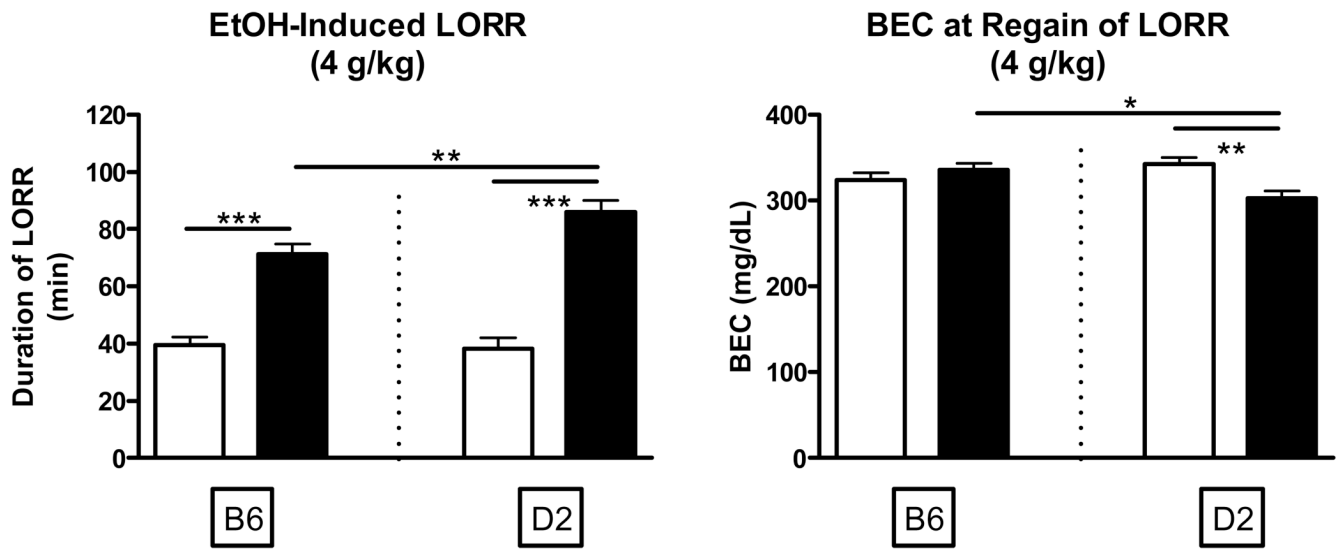 EtOH-Induced LORR
(4 g/kg)
120
100
80
60
40
20
0
Duration of LORR
(min)
***
**
***
B6
D2
BEC at Regain of LORR
(4 g/kg)
400
300
200
100
0
BEC (mg/dL)
*
**
B6
D2